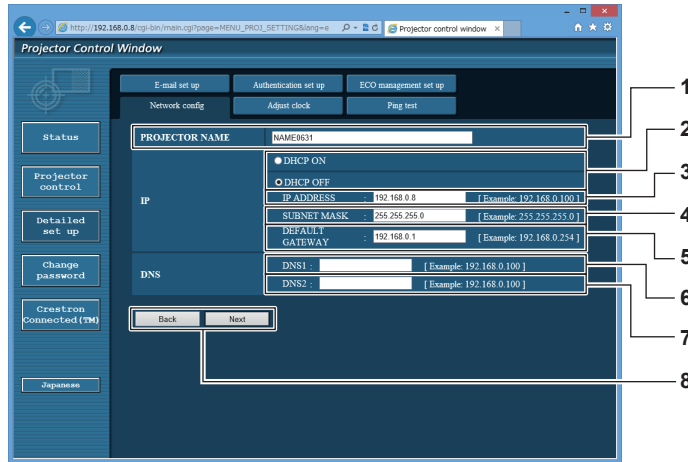 http://192.168.0.8/cgi-bin/main.cgi?page=MENU_PROJ_SETTING&lang=e
Projector control window
Projector Control Window
E-mail set up
Authentication set up
ECO management set up
Network config
Adjust clock
Ping test
1
Status
PROJECTOR NAME
NAME0631
2
DHCP ON
Projector control
DHCP OFF
3
IP
IP ADDRESS : 192.168.0.8 [ Example: 192.168.0.100 ]
SUBNET MASK : 255.255.255.0 [ Example: 255.255.255.0 ]
4
Detailed set up
DEFAULT GATEWAY : 192.168.0.1 [ Example: 192.168.0.254 ]
5
DNS
DNS1 : [ Example: 192.168.0.100 ]
Change password
DNS2 : [ Example: 192.168.0.100 ]
6
Crestron Connected(TM)
Back
Next
7
Japanese
8